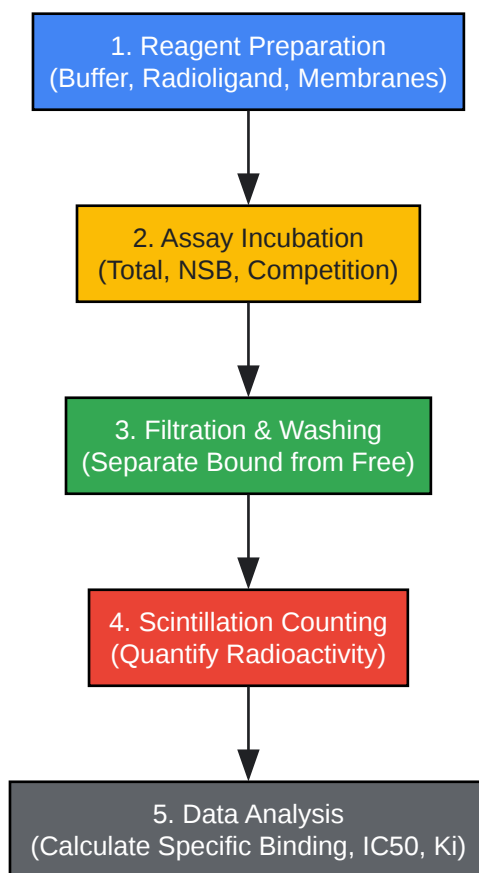 1. Reagent Preparation
(Buffer, Radioligand, Membranes)
2. Assay Incubation
(Total, NSB, Competition)
3. Filtration & Washing
(Separate Bound from Free)
4. Scintillation Counting
(Quantify Radioactivity)
5. Data Analysis
(Calculate Specific Binding, IC50, Ki)